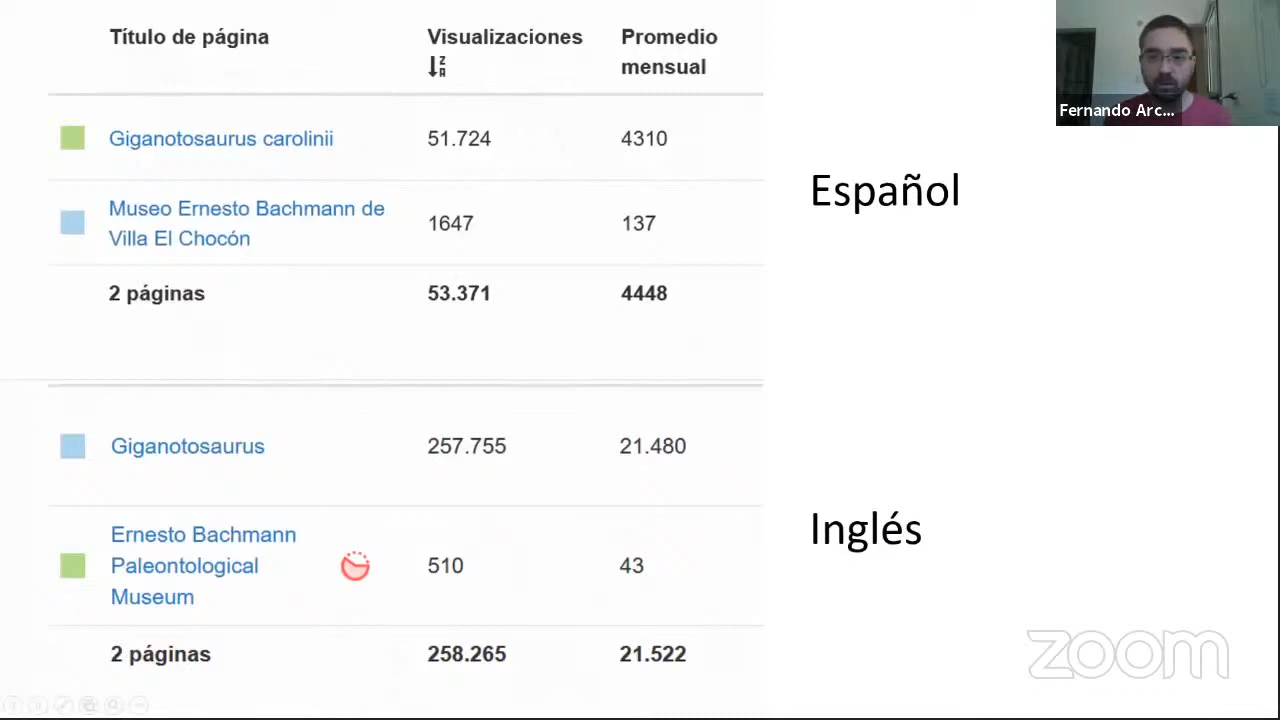 Título de página Visualizaciones Promedio mensual
Giganotosaurus carolinii 51.724 4310
Museo Ernesto Bachmann de Villa El Chocón 1647 137
2 páginas 53.371 4448
Español
Giganotosaurus 257.755 21.480
Ernesto Bachmann Paleontological Museum 510 43
2 páginas 258.265 21.522
Inglés
Fernando Arc...
zoom